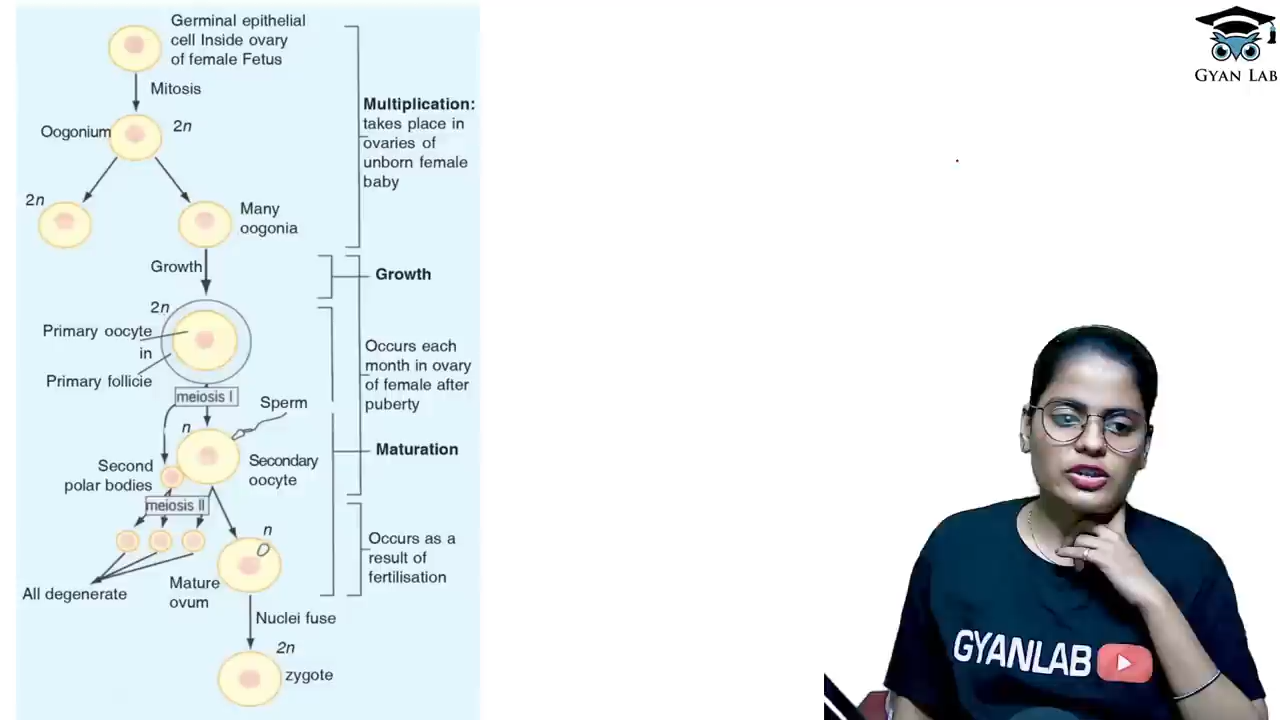 Germinal epithelial
cell Inside ovary
of female Fetus
Mitosis
Oogonium
2n
2n
Many
oogonia
Growth
2n
Primary oocyte
in
Primary follicie
meiosis I
Sperm
n
Secondary
oocyte
Second
polar bodies
meiosis II
n
All degenerate
Mature
ovum
Nuclei fuse
2n
zygote
Multiplication:
takes place in
ovaries of
unborn female
baby
Growth
Occurs each
month in ovary
of female after
puberty
Maturation
Occurs as a
result of
fertilisation
GYAN LAB
GYANLAB